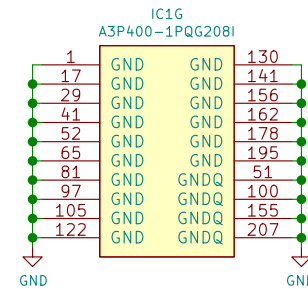 IC1G
A3P400-1PQG208I
1 GND GND 130
17 GND GND 141
29 GND GND 156
41 GND GND 162
52 GND GND 178
65 GND GND 195
81 GND GNDQ 51
97 GND GNDQ 100
105 GND GNDQ 155
122 GND GNDQ 207
GND GN